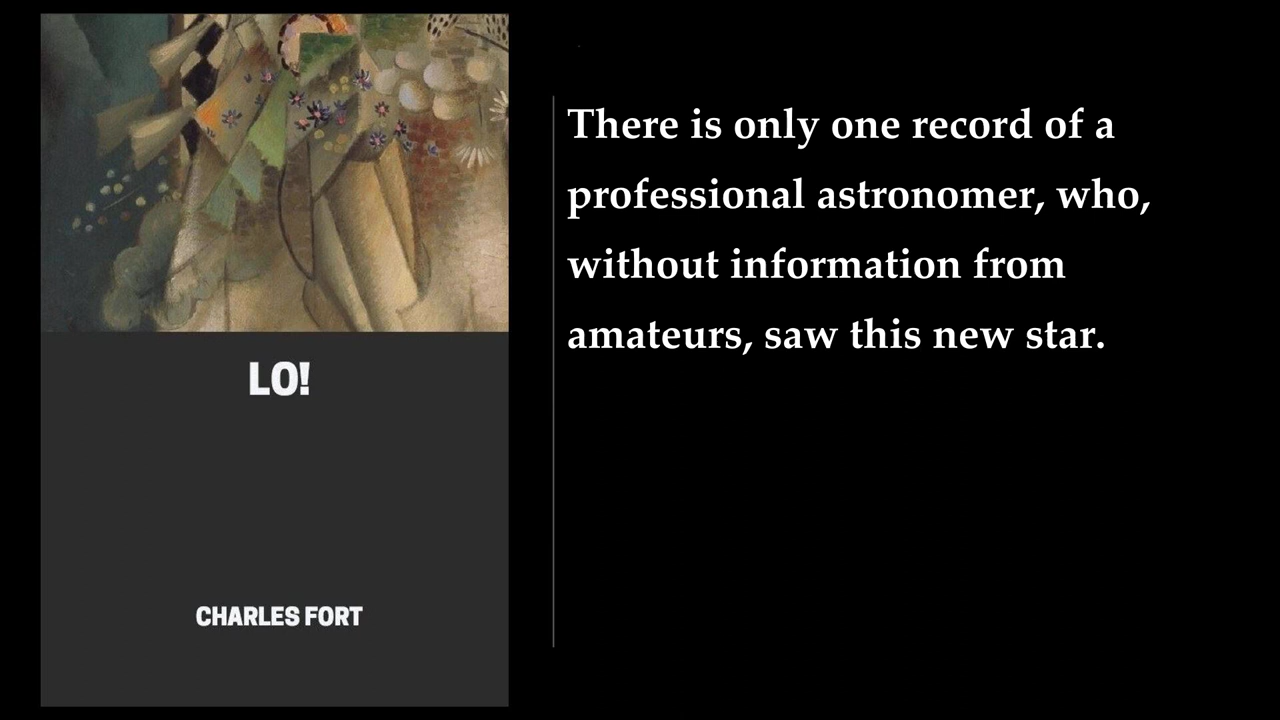 LO!
CHARLES FORT
There is only one record of a
professional astronomer, who,
without information from
amateurs, saw this new star.